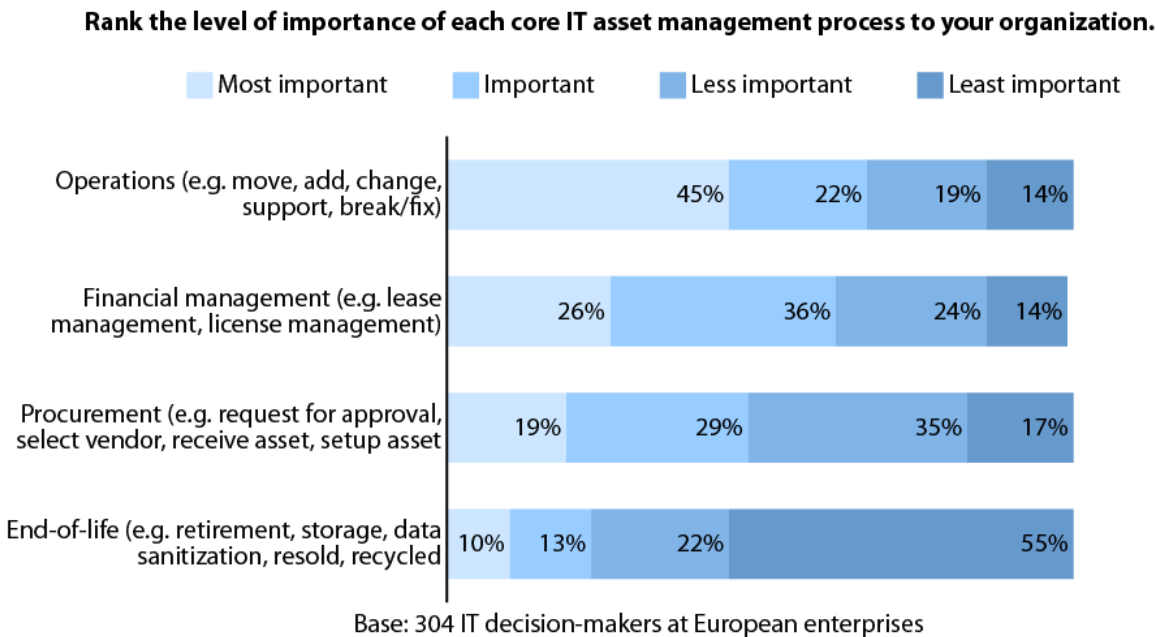 Rank the level of importance of each core IT asset management process to your organization.
Most important Important Less important Least important
Operations (e.g. move, add, change,
support, break/fix)
45% 22% 19% 14%
Financial management (e.g. lease
management, license management)
26% 36% 24% 14%
Procurement (e.g. request for approval,
select vendor, receive asset, setup asset
19% 29% 35% 17%
End-of-life (e.g. retirement, storage, data
sanitization, resold, recycled
10% 13% 22% 55%
Base: 304 IT decision-makers at European enterprises